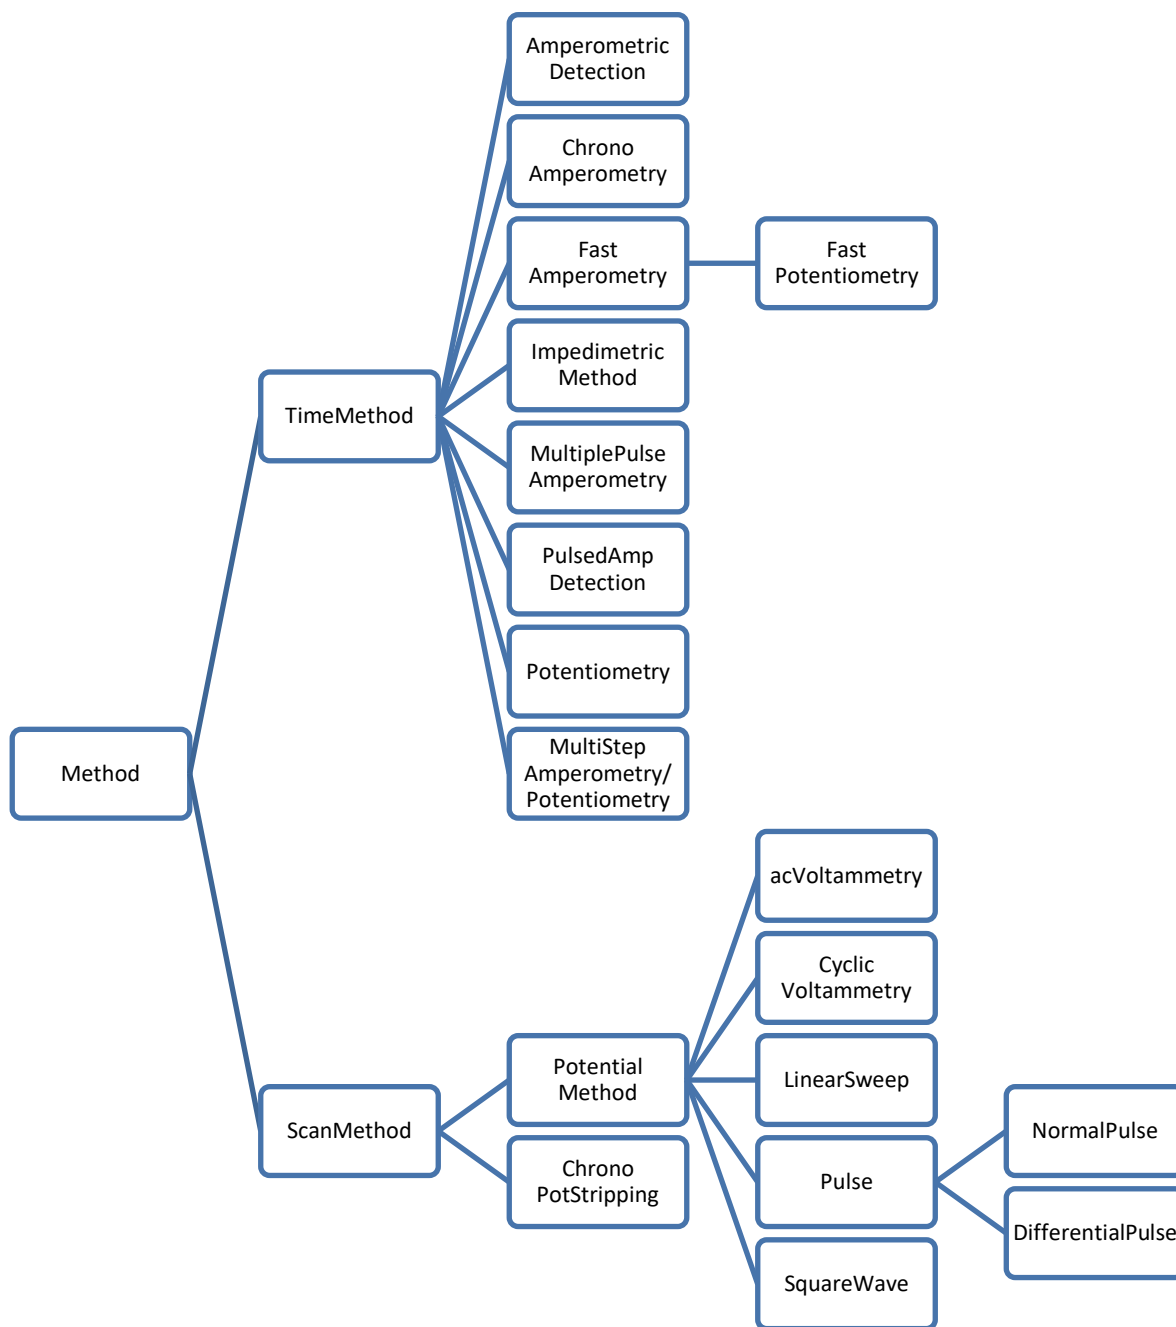 Amperometric
Detection
Chrono
Amperometry
Fast
Amperometry
Fast
Potentiometry
Impedimetric
Method
TimeMethod
MultiplePulse
Amperometry
PulsedAmp
Detection
Potentiometry
Method
MultiStep
Amperometry/
Potentiometry
acVoltammetry
Cyclic
Voltammetry
Potential
Method
LinearSweep
ScanMethod
NormalPulse
Chrono
PotStripping
Pulse
DifferentialPulse
SquareWave